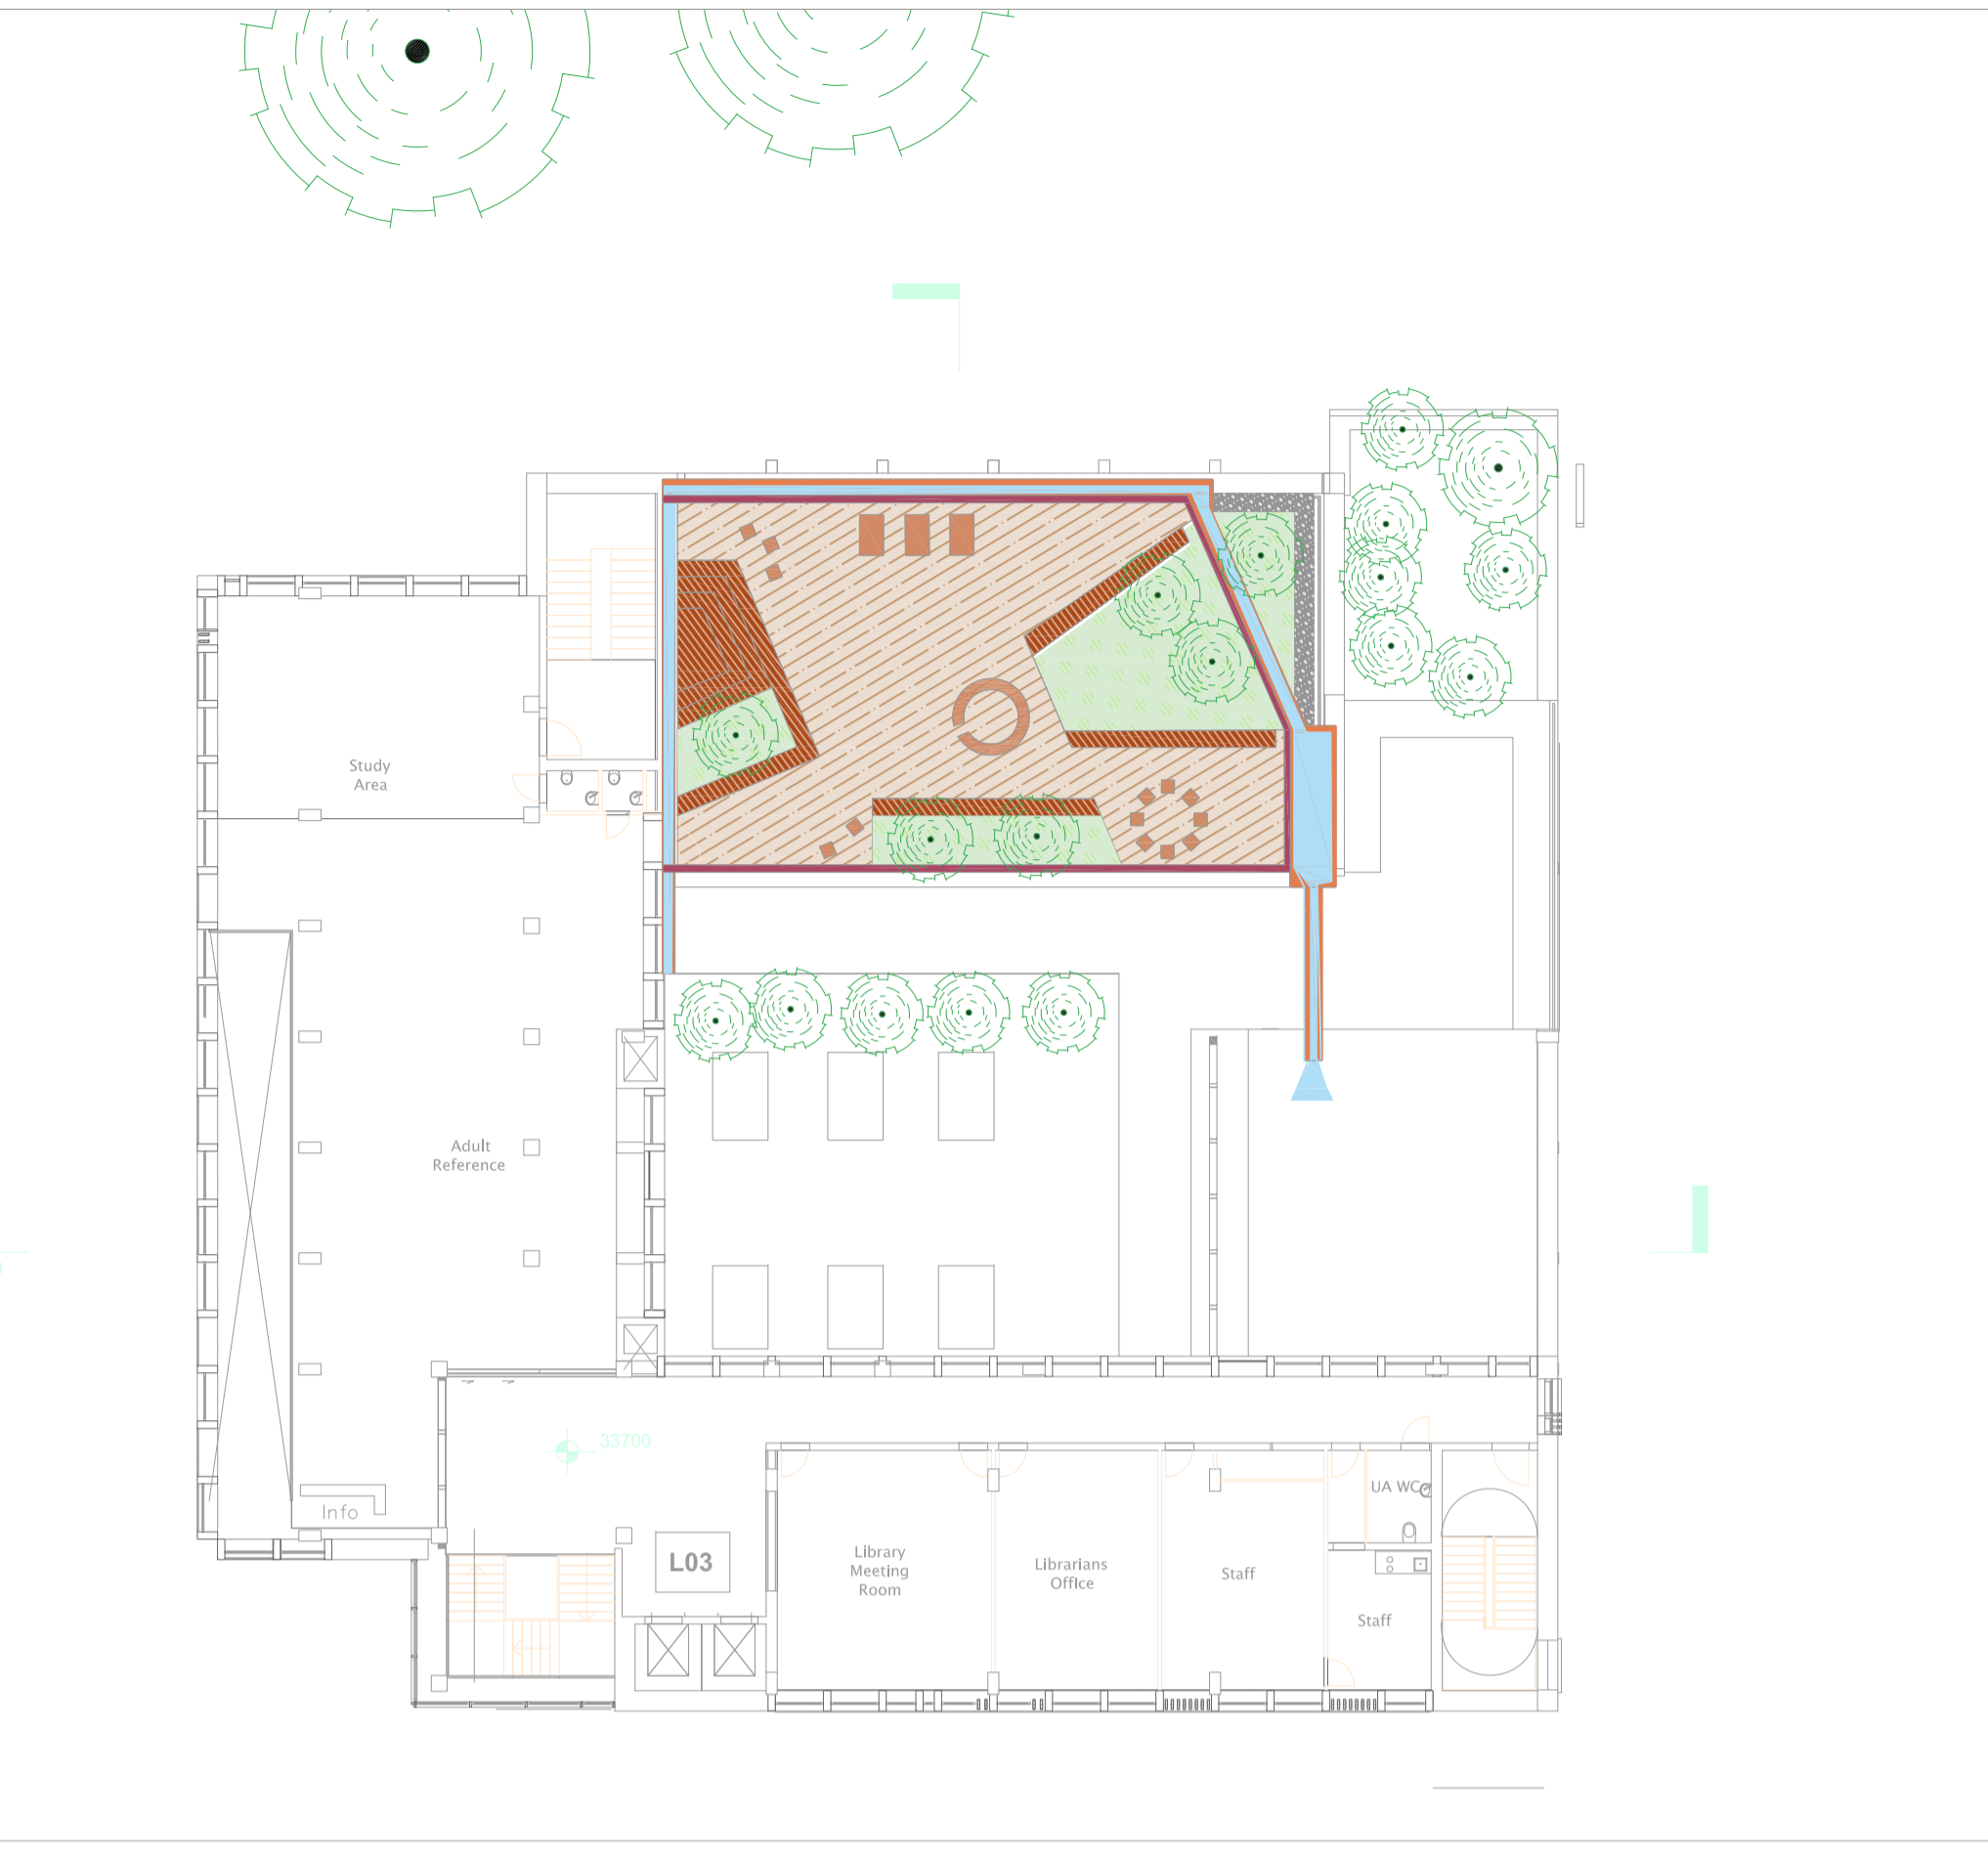 Study
Area
Adult
Reference
33700
Info
L03
Library
Meeting
Room
Librarians
Office
Staff
UA WC
Staff